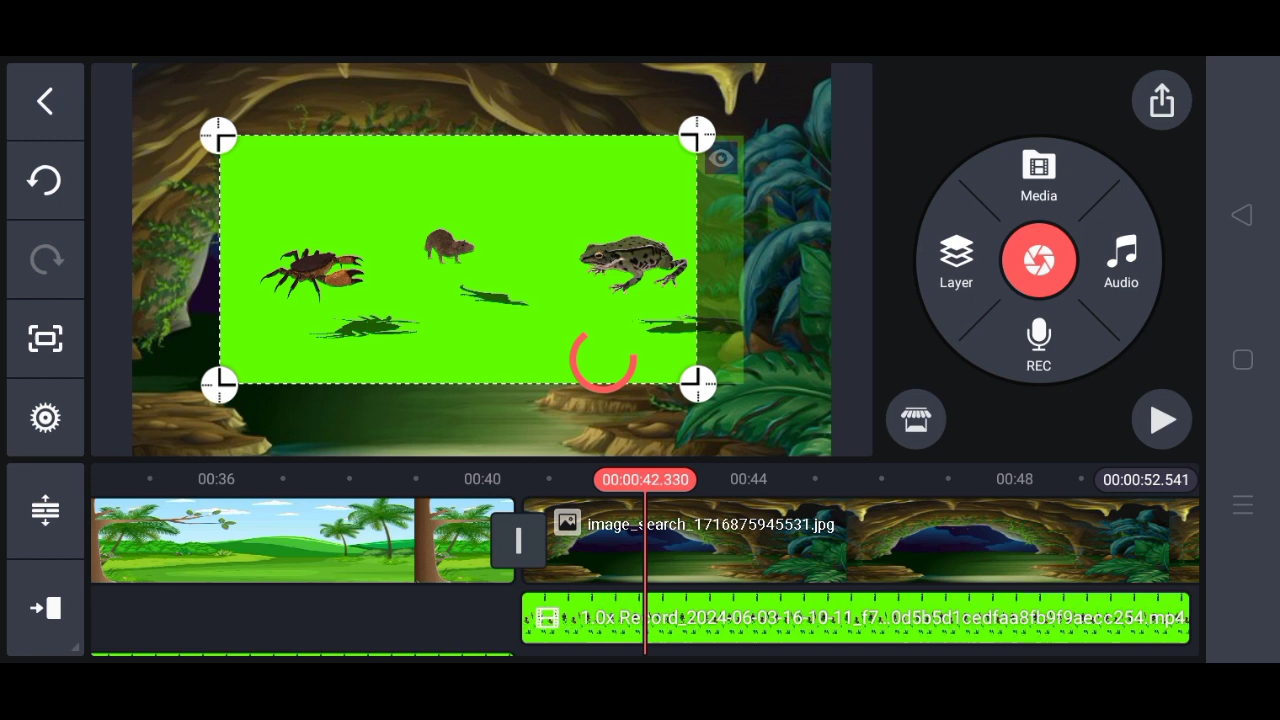 Media
Layer
Audio
REC
00:36
00:40
00:00:42.330
00:44
00:48
00:00:52.541
image_search_1716875945531.jpg
1.0x Record_2024-06-03-16-10-11_f7...0d5b5d1cedfaa8fb9f9aecc254.mp4